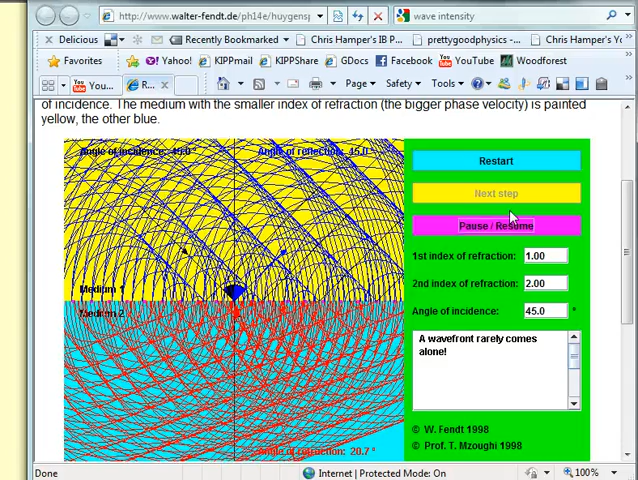 http://www.walter-fendt.de/ph14e/huygensp
wave intensity
Delicious
Recently Bookmarked
Chris Hamper's IB P...
prettygoodphysics - ...
Chris Hamper's Yo
Favorites
Yahoo!
KIPPmail
KIPPShare
GDocs
Facebook
YouTube
Woodforest
You...
R...
Page
Safety
Tools
of incidence. The medium with the smaller index of refraction (the bigger phase velocity) is painted
yellow, the other blue.
Angle of incidence: 45.0 °
Angle of reflection: 45.0 °
Medium 1
Medium 2
Angle of refraction: 20.7 °
Restart
Next step
Pause / Resume
1st index of refraction: 1.00
2nd index of refraction: 2.00
Angle of incidence: 45.0 °
A wavefront rarely comes
alone!
© W. Fendt 1998
© Prof. T. Mzoughi 1998
Done
Internet | Protected Mode: On
100%